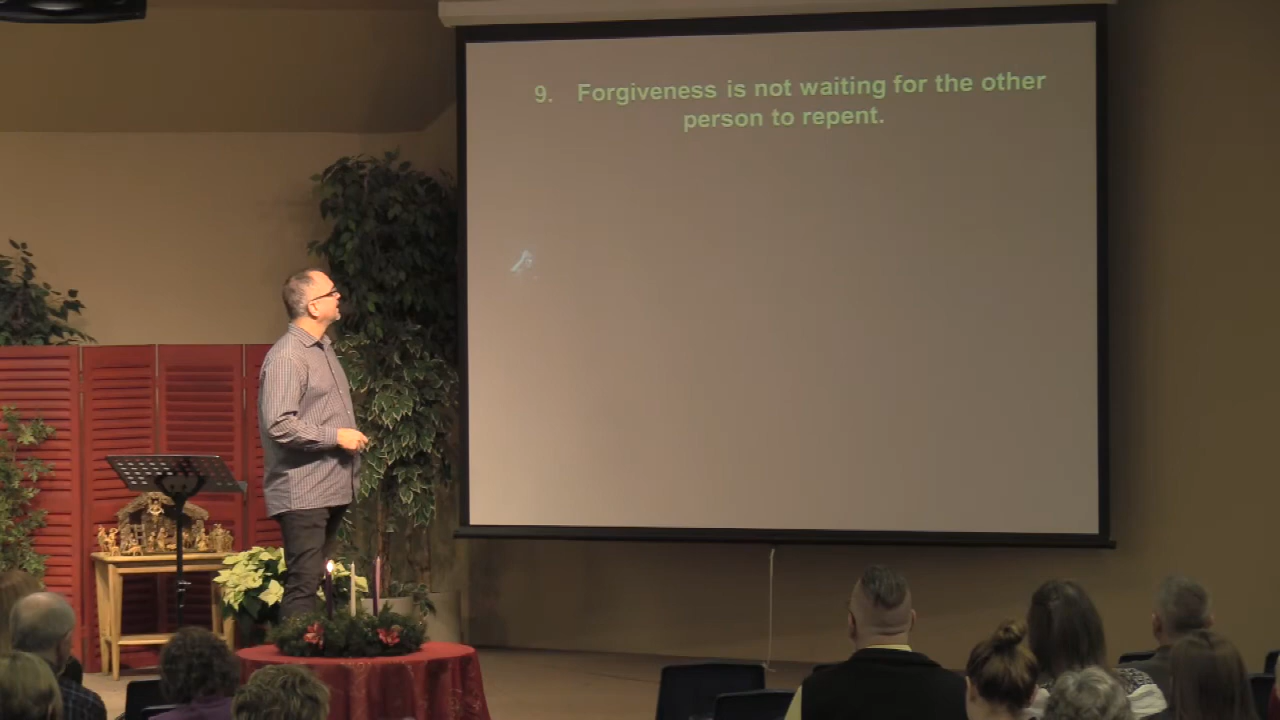 9. Forgiveness is not waiting for the other
person to repent.